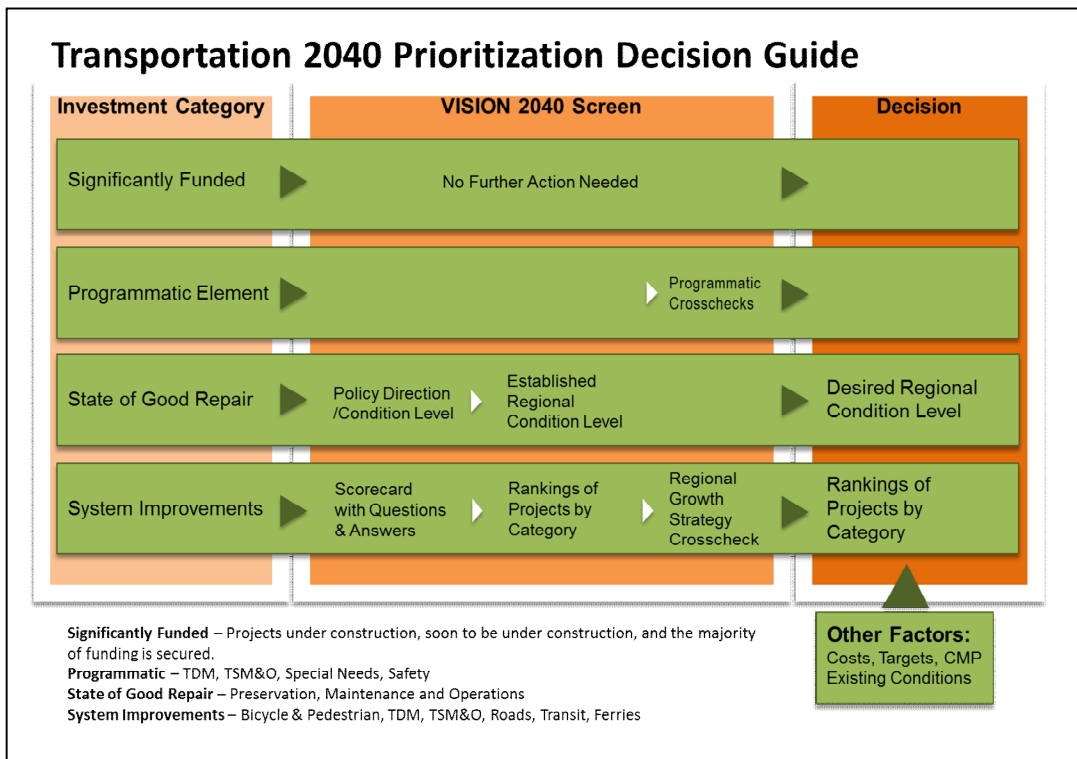 Transportation 2040 Prioritization Decision Guide
Investment Category
VISION 2040 Screen
Decision
Significantly Funded
No Further Action Needed
Programmatic Element
Programmatic
Crosschecks
State of Good Repair
Policy Direction
/Condition Level
Established
Regional
Condition Level
Desired Regional
Condition Level
System Improvements
Scorecard
with Questions
& Answers
Rankings of
Projects by
Category
Regional
Growth
Strategy
Crosscheck
Rankings of
Projects by
Category
Other Factors:
Costs, Targets, CMP
Existing Conditions
Significantly Funded – Projects under construction, soon to be under construction, and the majority
of funding is secured.
Programmatic – TDM, TSM&O, Special Needs, Safety
State of Good Repair – Preservation, Maintenance and Operations
System Improvements – Bicycle & Pedestrian, TDM, TSM&O, Roads, Transit, Ferries